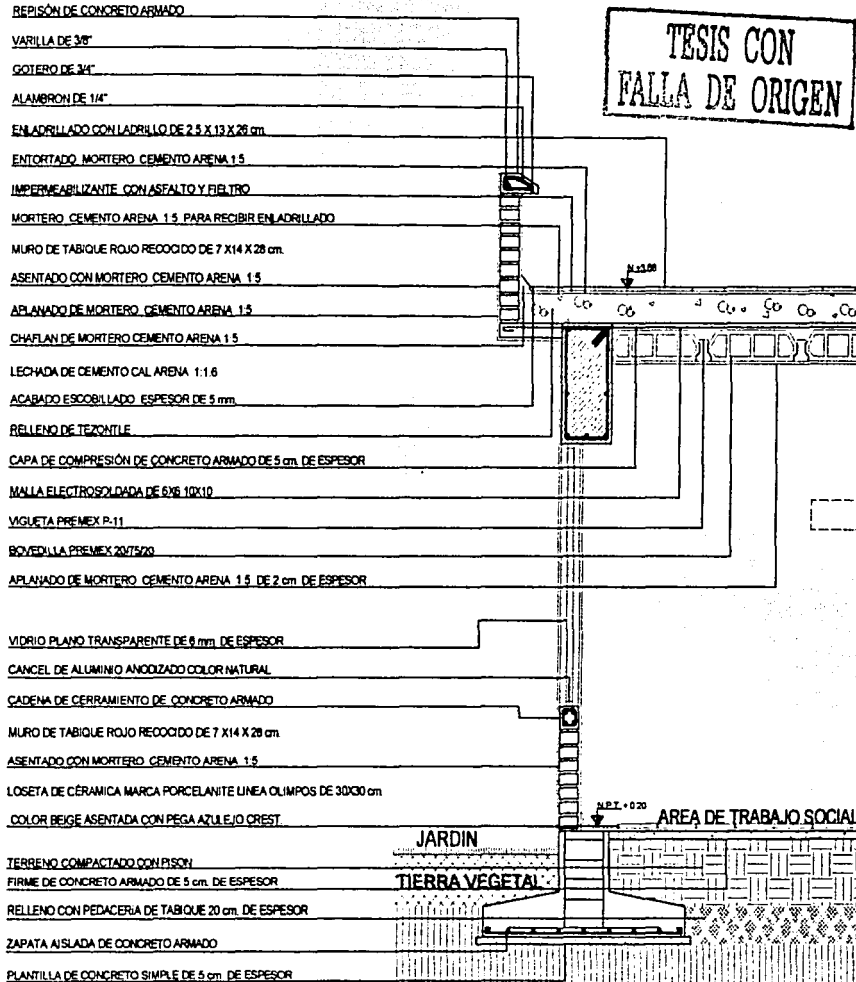 REPISÓN DE CONCRETO ARMADO
VARILLA DE 3/8"
GOTERO DE 3/4"
ALAMBRON DE 1/4"
ENLADRILLADO CON LADRILLO DE 2.5 X 13 X 26 cm
ENTORTADO MORTERO CEMENTO ARENA 1:5
IMPERMEABILIZANTE CON ASFALTO Y FIELTRO
MORTERO CEMENTO ARENA 1:5 PARA RECIBIR ENLADRILLADO
MURO DE TABIQUE ROJO RECOCIDO DE 7 X14 X 28 cm.
ASENTADO CON MORTERO CEMENTO ARENA 1:5
APLANADO DE MORTERO CEMENTO ARENA 1:5
CHAFLAN DE MORTERO CEMENTO ARENA 1:5
LECHADA DE CEMENTO CAL ARENA 1:1:6
ACABADO ESCOBILLADO ESPESOR DE 5 mm.
RELLENO DE TEZONTLE
CAPA DE COMPRESIÓN DE CONCRETO ARMADO DE 5 cm. DE ESPESOR
MALLA ELECTROSOLDADA DE 6X6 10X10
VIGUETA PREMEX P-11
BOVEDILLA PREMEX 20/75/20
APLANADO DE MORTERO CEMENTO ARENA 1:5 DE 2 cm DE ESPESOR
VIDRIO PLANO TRANSPARENTE DE 6 mm. DE ESPESOR
CANCEL DE ALUMINIO ANODIZADO COLOR NATURAL
CADENA DE CERRAMIENTO DE CONCRETO ARMADO
MURO DE TABIQUE ROJO RECOCIDO DE 7 X14 X 28 cm.
ASENTADO CON MORTERO CEMENTO ARENA 1:5
LOSETA DE CÉRAMICA MARCA PORCELANITE LINEA OLIMPOS DE 30X30 cm
COLOR BEIGE ASENTADA CON PEGA AZULEJO CREST.
TERRENO COMPACTADO CON PISON
FIRME DE CONCRETO ARMADO DE 5 cm. DE ESPESOR
RELLENO CON PEDACERIA DE TABIQUE 20 cm. DE ESPESOR
ZAPATA AISLADA DE CONCRETO ARMADO
PLANTILLA DE CONCRETO SIMPLE DE 5 cm DE ESPESOR
TESIS CON
FALLA DE ORIGEN
N.P.T. + 0.20
AREA DE TRABAJO SOCIAL
JARDIN
TIERRA VEGETAL